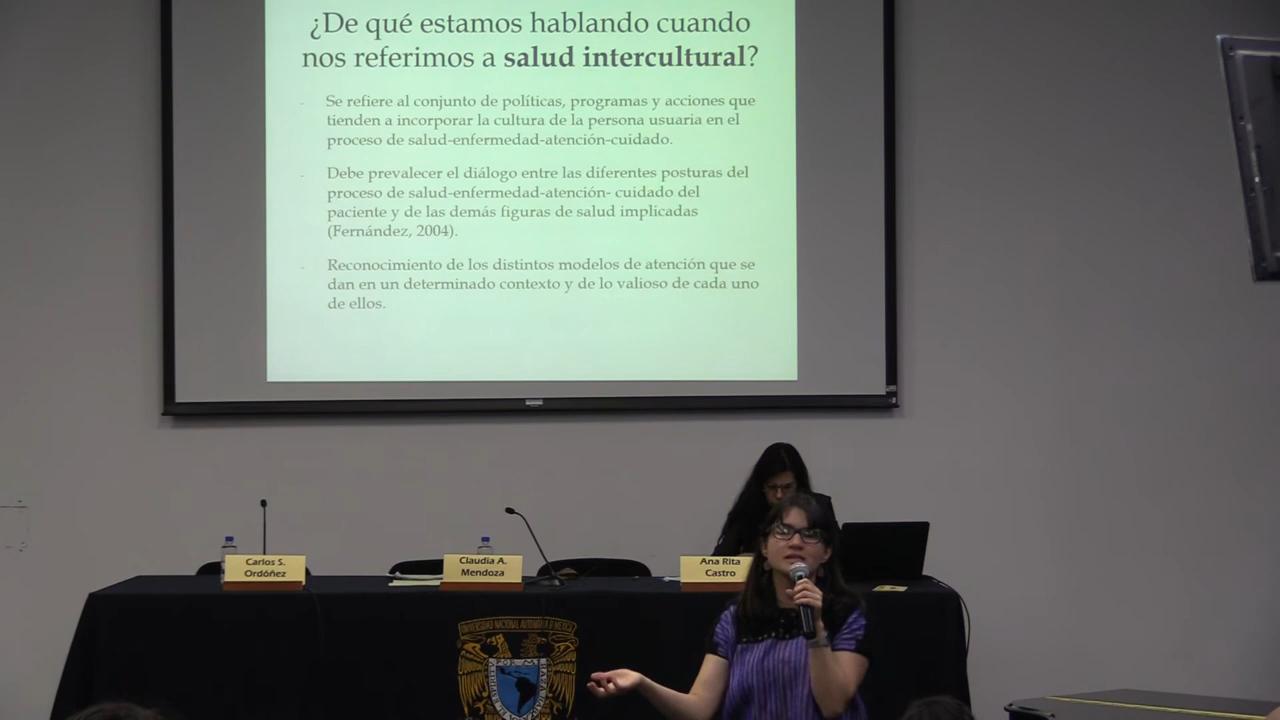 ¿De qué estamos hablando cuando
nos referimos a salud intercultural?
- Se refiere al conjunto de políticas, programas y acciones que
tienden a incorporar la cultura de la persona usuaria en el
proceso de salud-enfermedad-atención-cuidado.
- Debe prevalecer el diálogo entre las diferentes posturas del
proceso de salud-enfermedad-atención- cuidado del
paciente y de las demás figuras de salud implicadas
(Fernández, 2004).
- Reconocimiento de los distintos modelos de atención que se
dan en un determinado contexto y de lo valioso de cada uno
de ellos.
Carlos S.
Ordóñez
Claudia A.
Mendoza
Ana Rita
Castro
UNIVERSIDAD NACIONAL AUTÓNOMA D MEXICO